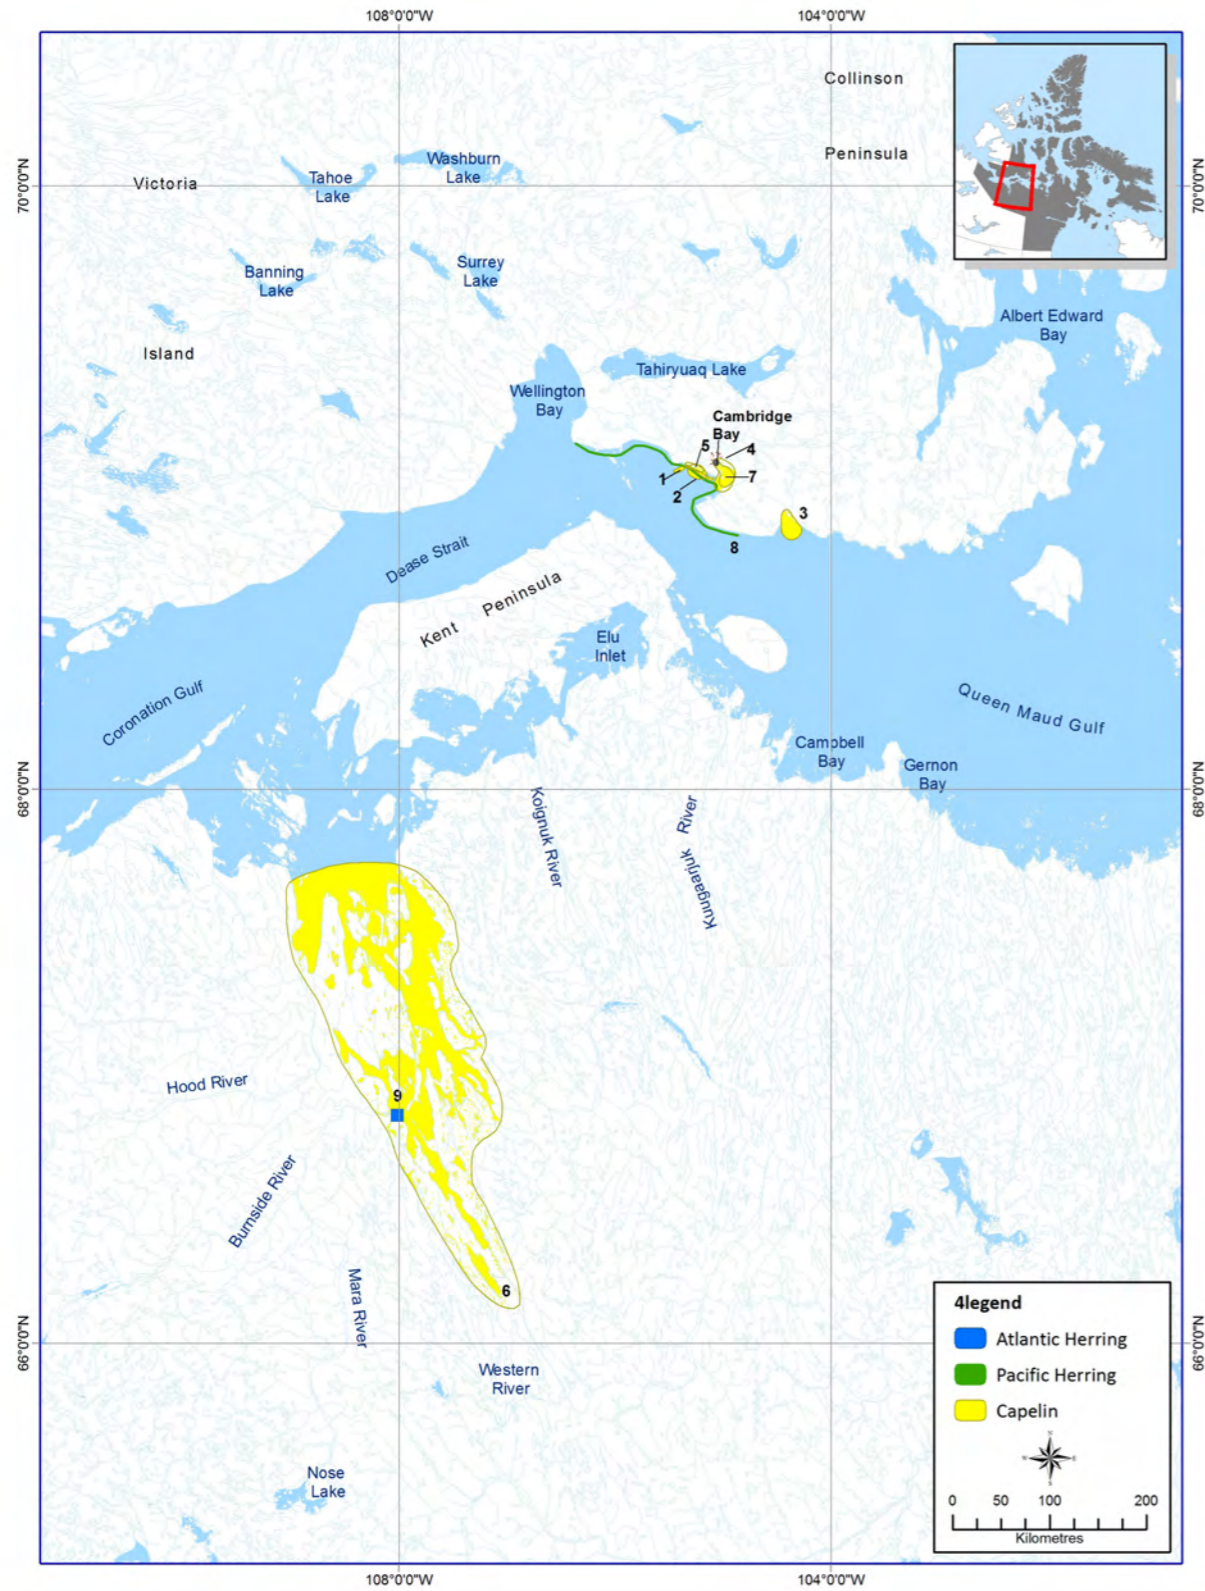 108°0'0"W
104°0'0"W
Collinson
Peninsula
70°0'0"N
70°0'0"N
Victoria
Tahoe
Lake
Washburn
Lake
Banning
Lake
Surrey
Lake
Albert Edward
Bay
Island
Tahiryuaq Lake
Wellington
Bay
Cambridge
Bay
5
4
1
7
2
3
8
Dease Strait
Kent Peninsula
Elu
Inlet
Coronation Gulf
Queen Maud Gulf
Campbell
Bay
Gernon
Bay
68°0'0"N
68°0'0"N
Koignuk River
Kuugaarjuk River
Hood River
9
Burnside River
Mara River
6
66°0'0"N
66°0'0"N
Western
River
Nose
Lake
4legend
Atlantic Herring
Pacific Herring
Capelin
N
W E
S
0 50 100 200
Kilometres
108°0'0"W
104°0'0"W